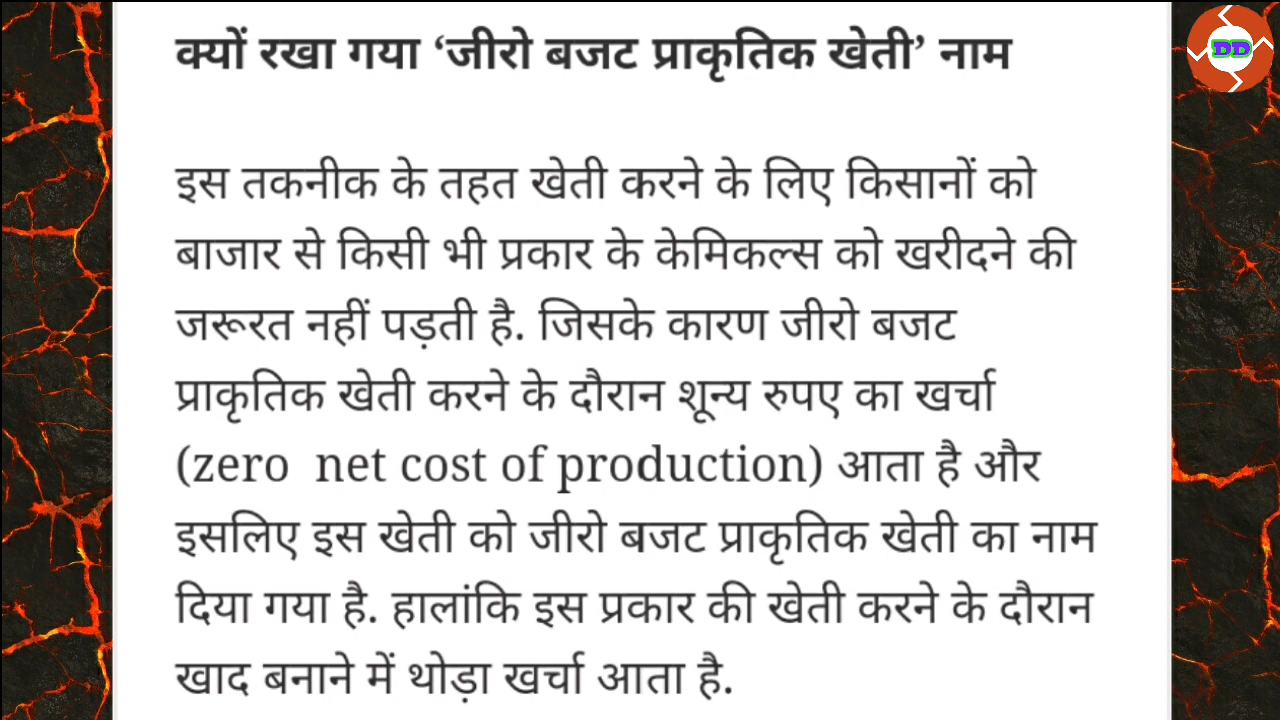 क्यों रखा गया ‘जीरो बजट प्राकृतिक खेती’ नाम
इस तकनीक के तहत खेती करने के लिए किसानों को
बाजार से किसी भी प्रकार के केमिकल्स को खरीदने की
जरूरत नहीं पड़ती है. जिसके कारण जीरो बजट
प्राकृतिक खेती करने के दौरान शून्य रुपए का खर्चा
(zero  net cost of production) आता है और
इसलिए इस खेती को जीरो बजट प्राकृतिक खेती का नाम
दिया गया है. हालांकि इस प्रकार की खेती करने के दौरान
खाद बनाने में थोड़ा खर्चा आता है.
DD